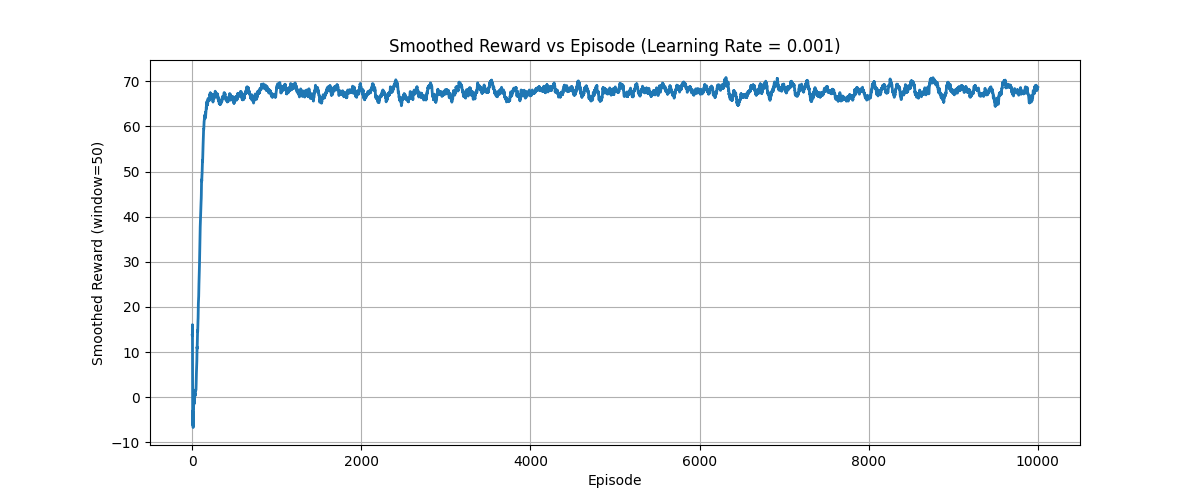 Smoothed Reward vs Episode (Learning Rate = 0.001)
Smoothed Reward (window=50)
70
60
50
40
30
20
10
0
−10
0 2000 4000 6000 8000 10000
Episode